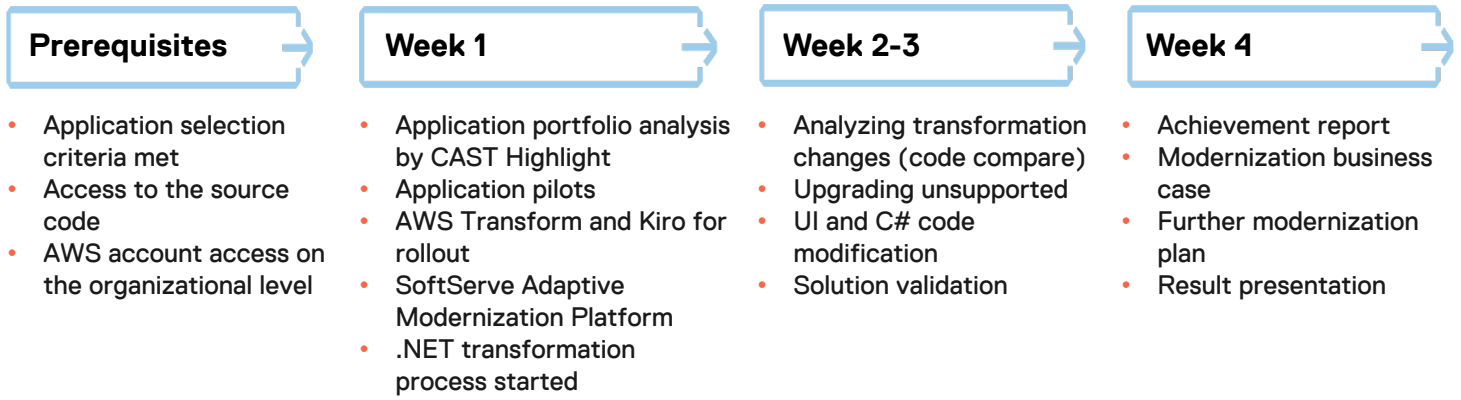 Prerequisites
• Application selection
criteria met
• Access to the source
code
• AWS account access on
the organizational level
Week 1
• Application portfolio analysis
by CAST Highlight
• Application pilots
• AWS Transform and Kiro for
rollout
• SoftServe Adaptive
Modernization Platform
• .NET transformation
process started
Week 2-3
• Analyzing transformation
changes (code compare)
• Upgrading unsupported
• UI and C# code
modification
• Solution validation
Week 4
• Achievement report
• Modernization business
case
• Further modernization
plan
• Result presentation